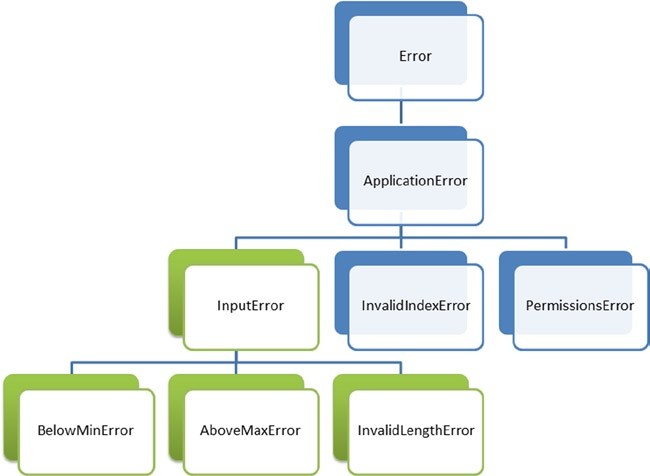 Error
ApplicationError
InputError
InvalidIndexError
PermissionsError
BelowMinError
AboveMaxError
InvalidLengthError